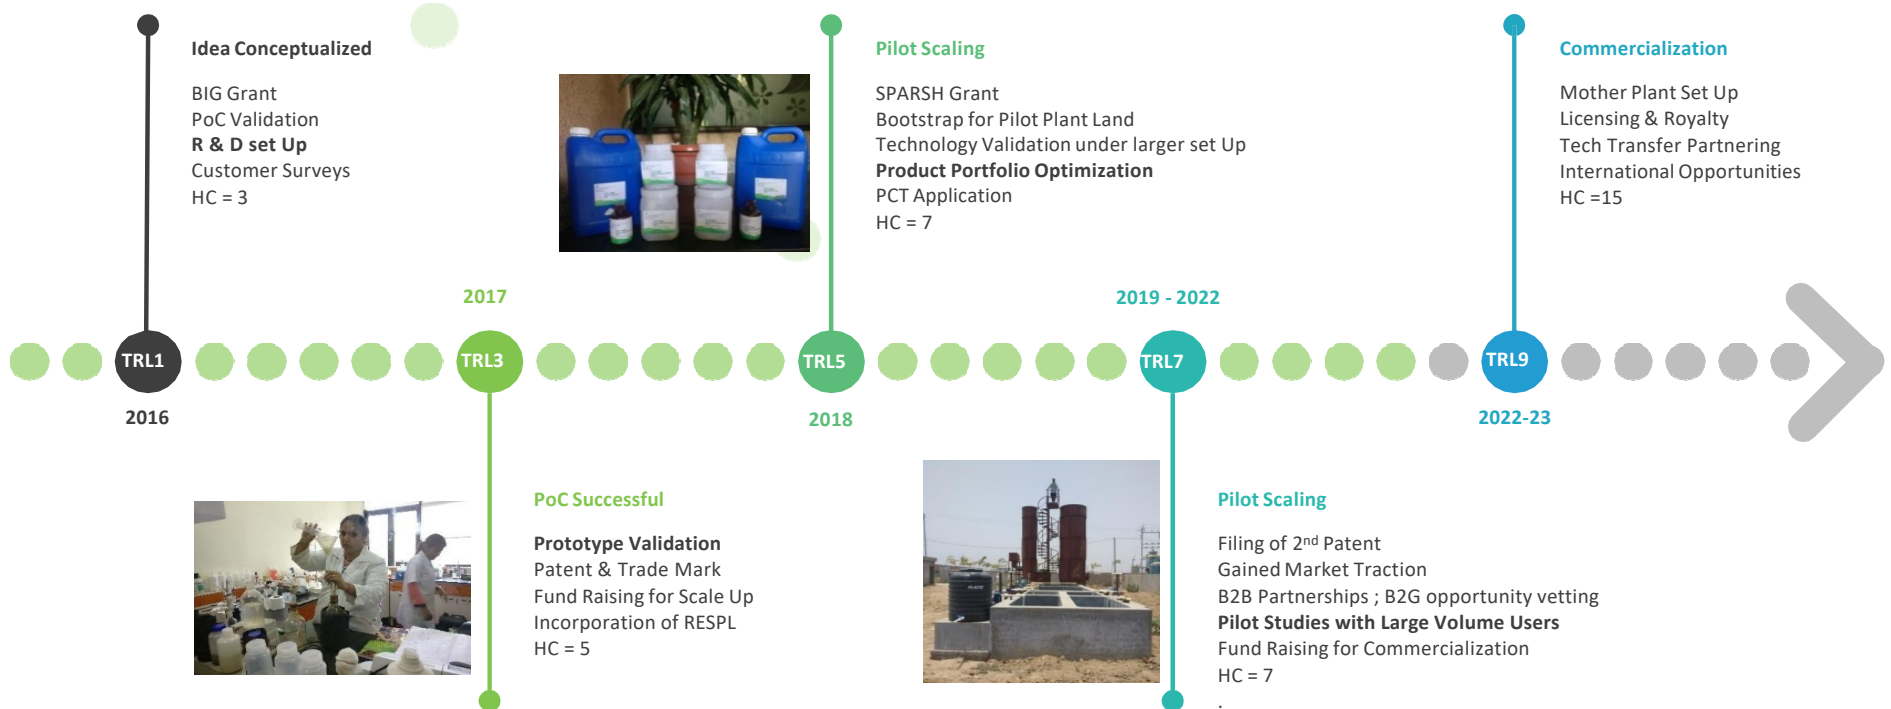 Idea Conceptualized
BIG Grant
PoC Validation
R & D set Up
Customer Surveys
HC = 3
Pilot Scaling
SPARSH Grant
Bootstrap for Pilot Plant Land
Technology Validation under larger set Up
Product Portfolio Optimization
PCT Application
HC = 7
Commercialization
Mother Plant Set Up
Licensing & Royalty
Tech Transfer Partnering
International Opportunities
HC =15
2017
2019 - 2022
TRL1
TRL3
TRL5
TRL7
TRL9
2016
2018
2022-23
PoC Successful
Prototype Validation
Patent & Trade Mark
Fund Raising for Scale Up
Incorporation of RESPL
HC = 5
Pilot Scaling
Filing of 2nd Patent
Gained Market Traction
B2B Partnerships ; B2G opportunity vetting
Pilot Studies with Large Volume Users
Fund Raising for Commercialization
HC = 7
.